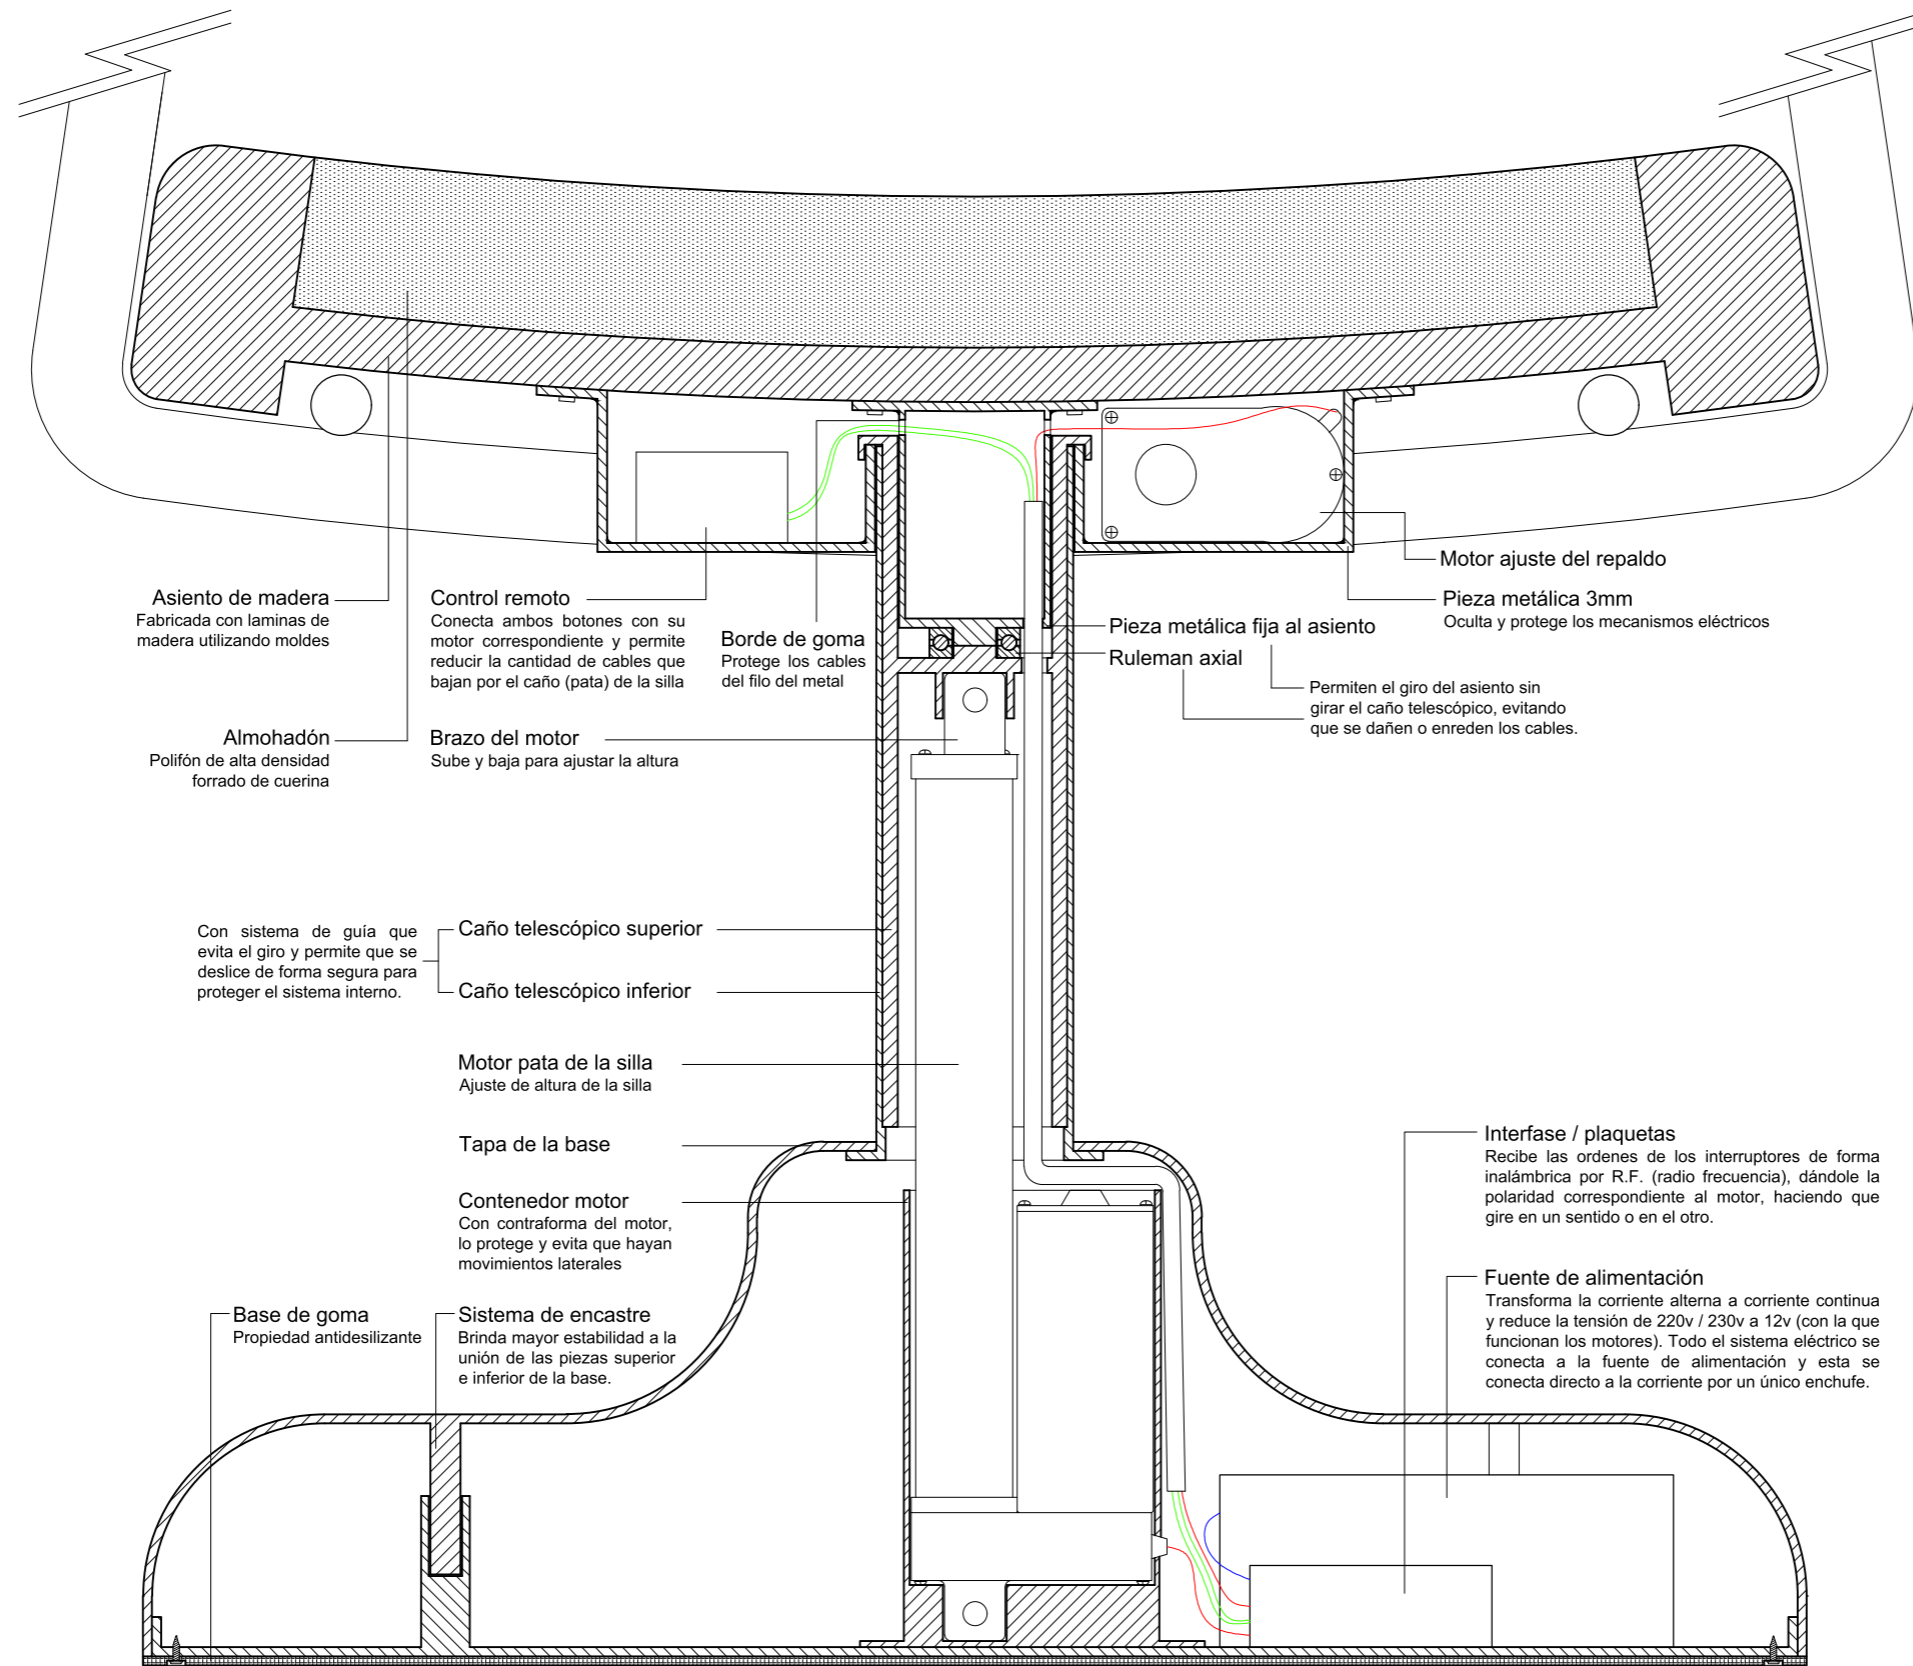 Asiento de madera
Fabricada con laminas de
madera utilizando moldes
Almohadón
Polifón de alta densidad
forrado de cuerina
Control remoto
Conecta ambos botones con su
motor correspondiente y permite
reducir la cantidad de cables que
bajan por el caño (pata) de la silla
Brazo del motor
Sube y baja para ajustar la altura
Borde de goma
Protege los cables
del filo del metal
Motor ajuste del repaldo
Pieza metálica 3mm
Oculta y protege los mecanismos eléctricos
Pieza metálica fija al asiento
Ruleman axial
Permiten el giro del asiento sin
girar el caño telescópico, evitando
que se dañen o enreden los cables.
Con sistema de guía que
evita el giro y permite que se
deslice de forma segura para
proteger el sistema interno.
Caño telescópico superior
Caño telescópico inferior
Motor pata de la silla
Ajuste de altura de la silla
Tapa de la base
Contenedor motor
Con contraforma del motor,
lo protege y evita que hayan
movimientos laterales
Base de goma
Propiedad antidesilizante
Sistema de encastre
Brinda mayor estabilidad a la
unión de las piezas superior
e inferior de la base.
Interfase / plaquetas
Recibe las ordenes de los interruptores de forma
inalámbrica por R.F. (radio frecuencia), dándole la
polaridad correspondiente al motor, haciendo que
gire en un sentido o en el otro.
Fuente de alimentación
Transforma la corriente alterna a corriente continua
y reduce la tensión de 220v / 230v a 12v (con la que
funcionan los motores). Todo el sistema eléctrico se
conecta a la fuente de alimentación y esta se
conecta directo a la corriente por un único enchufe.